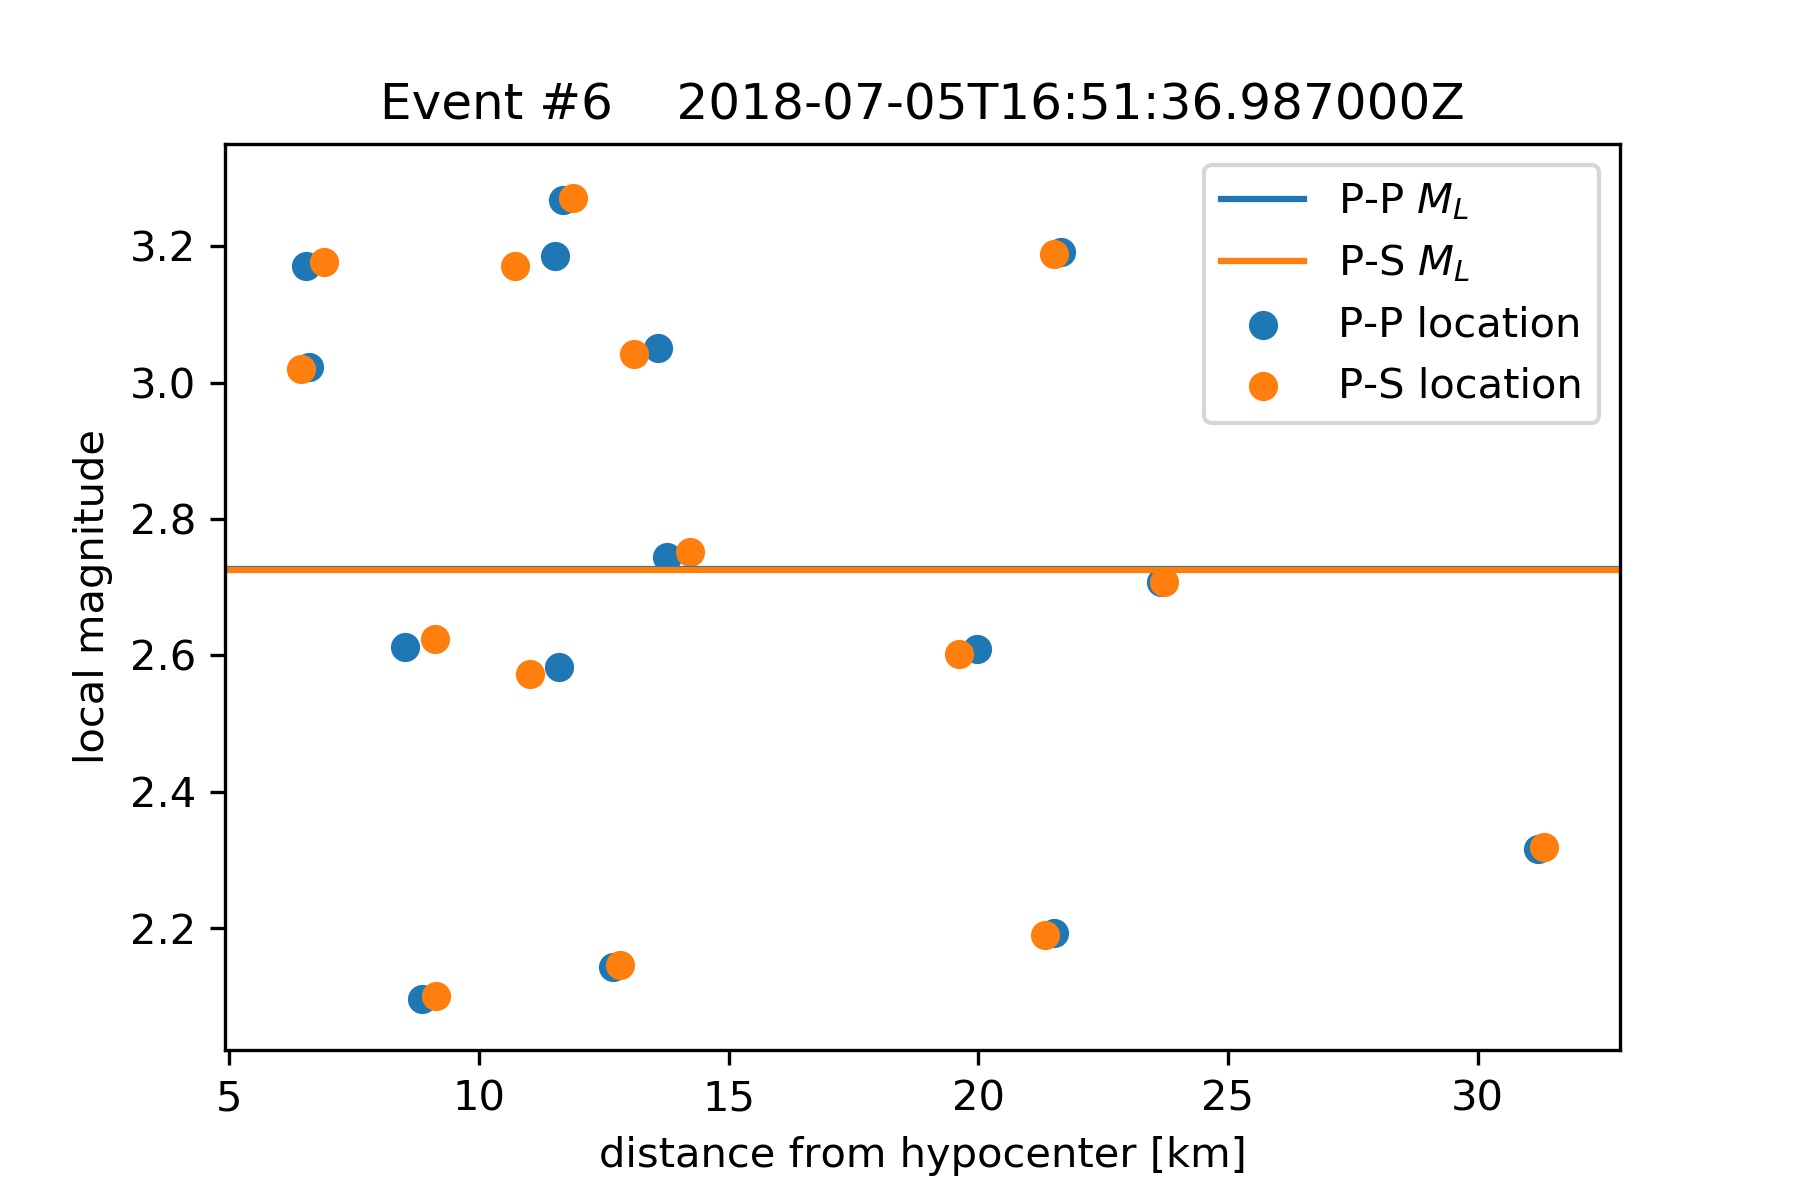 Event #6    2018-07-05T16:51:36.987000Z
P-P M_L
P-S M_L
P-P location
P-S location
local magnitude
3.2
3.0
2.8
2.6
2.4
2.2
5 10 15 20 25 30
distance from hypocenter [km]